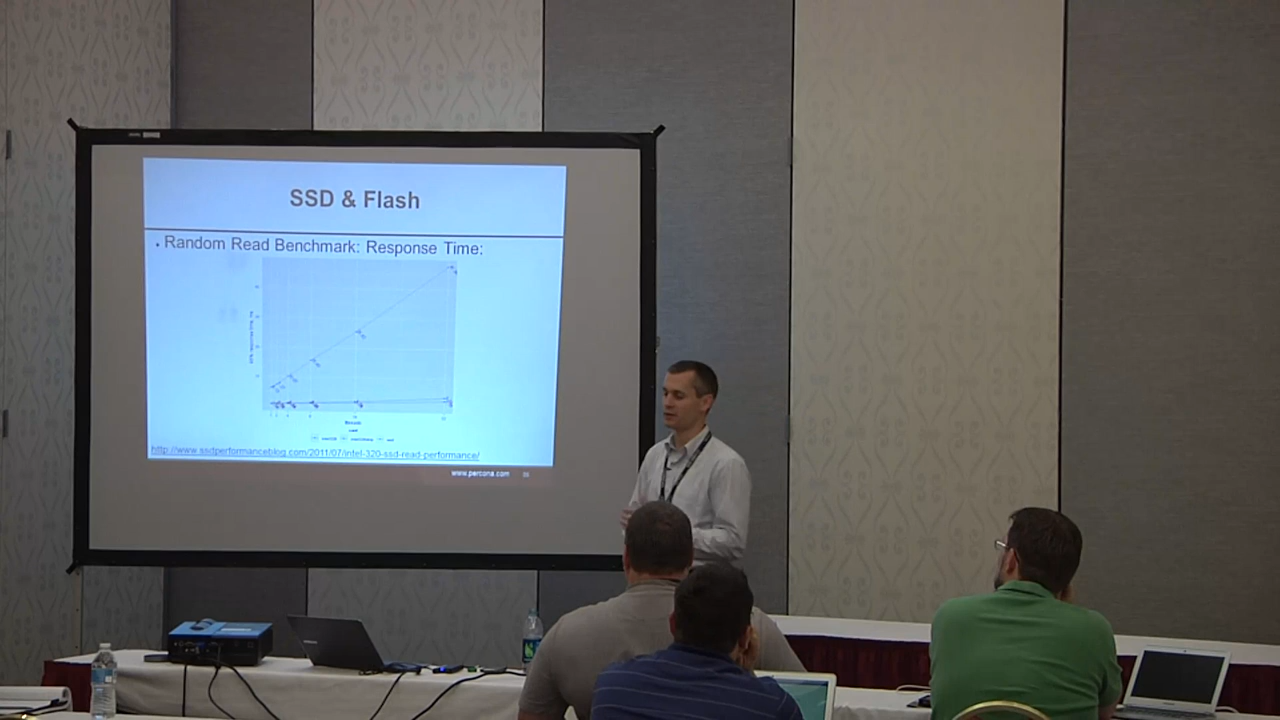 SSD & Flash
• Random Read Benchmark: Response Time:
http://www.ssdperformanceblog.com/2011/07/intel-320-ssd-read-performance/
www.percona.com